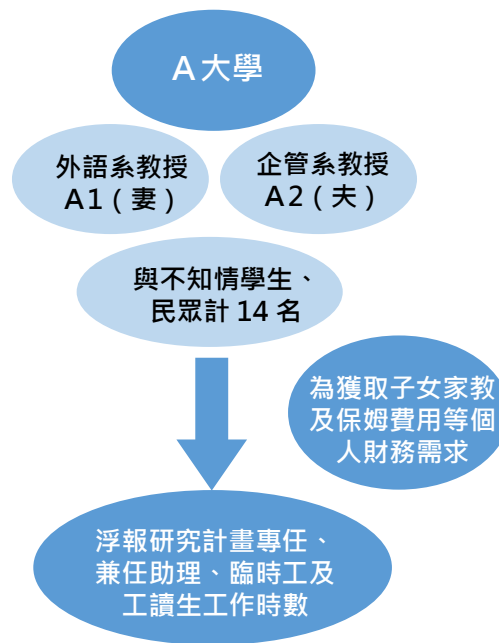 A大學
外語系教授
A1（妻）
企管系教授
A2（夫）
與不知情學生、
民眾計 14 名
為獲取子女家教
及保姆費用等個
人財務需求
浮報研究計畫專任、
兼任助理、臨時工及
工讀生工作時數